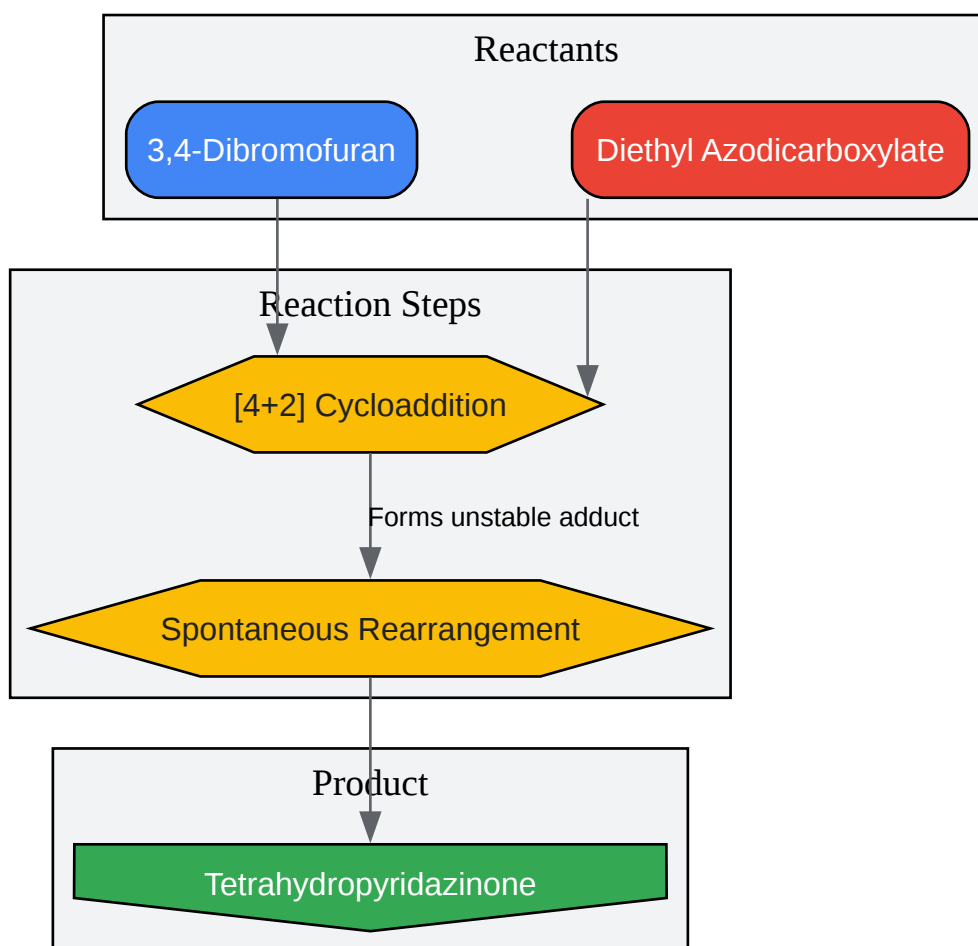 Reactants
3,4-Dibromofuran
Diethyl Azodicarboxylate
Reaction Steps
[4+2] Cycloaddition
Forms unstable adduct
Spontaneous Rearrangement
Product
Tetrahydropyridazinone